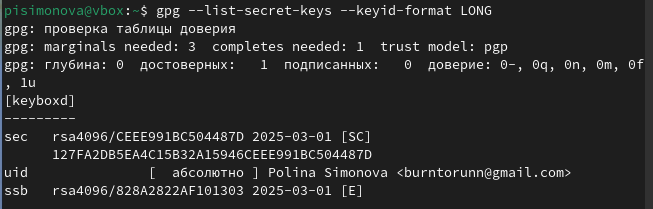 pisimonova@vbox:~$ gpg --list-secret-keys --keyid-format LONG
gpg: проверка таблицы доверия
gpg: marginals needed: 3  completes needed: 1  trust model: pgp
gpg: глубина: 0  достоверных:   1  подписанных:   0  доверие: 0-, 0q, 0n, 0m, 0f
, 1u
[keyboxd]
---------
sec   rsa4096/CEEE991BC504487D 2025-03-01 [SC]
      127FA2DB5EA4C15B32A15946CEEE991BC504487D
uid               [  абсолютно ] Polina Simonova <burntorunn@gmail.com>
ssb   rsa4096/828A2822AF101303 2025-03-01 [E]